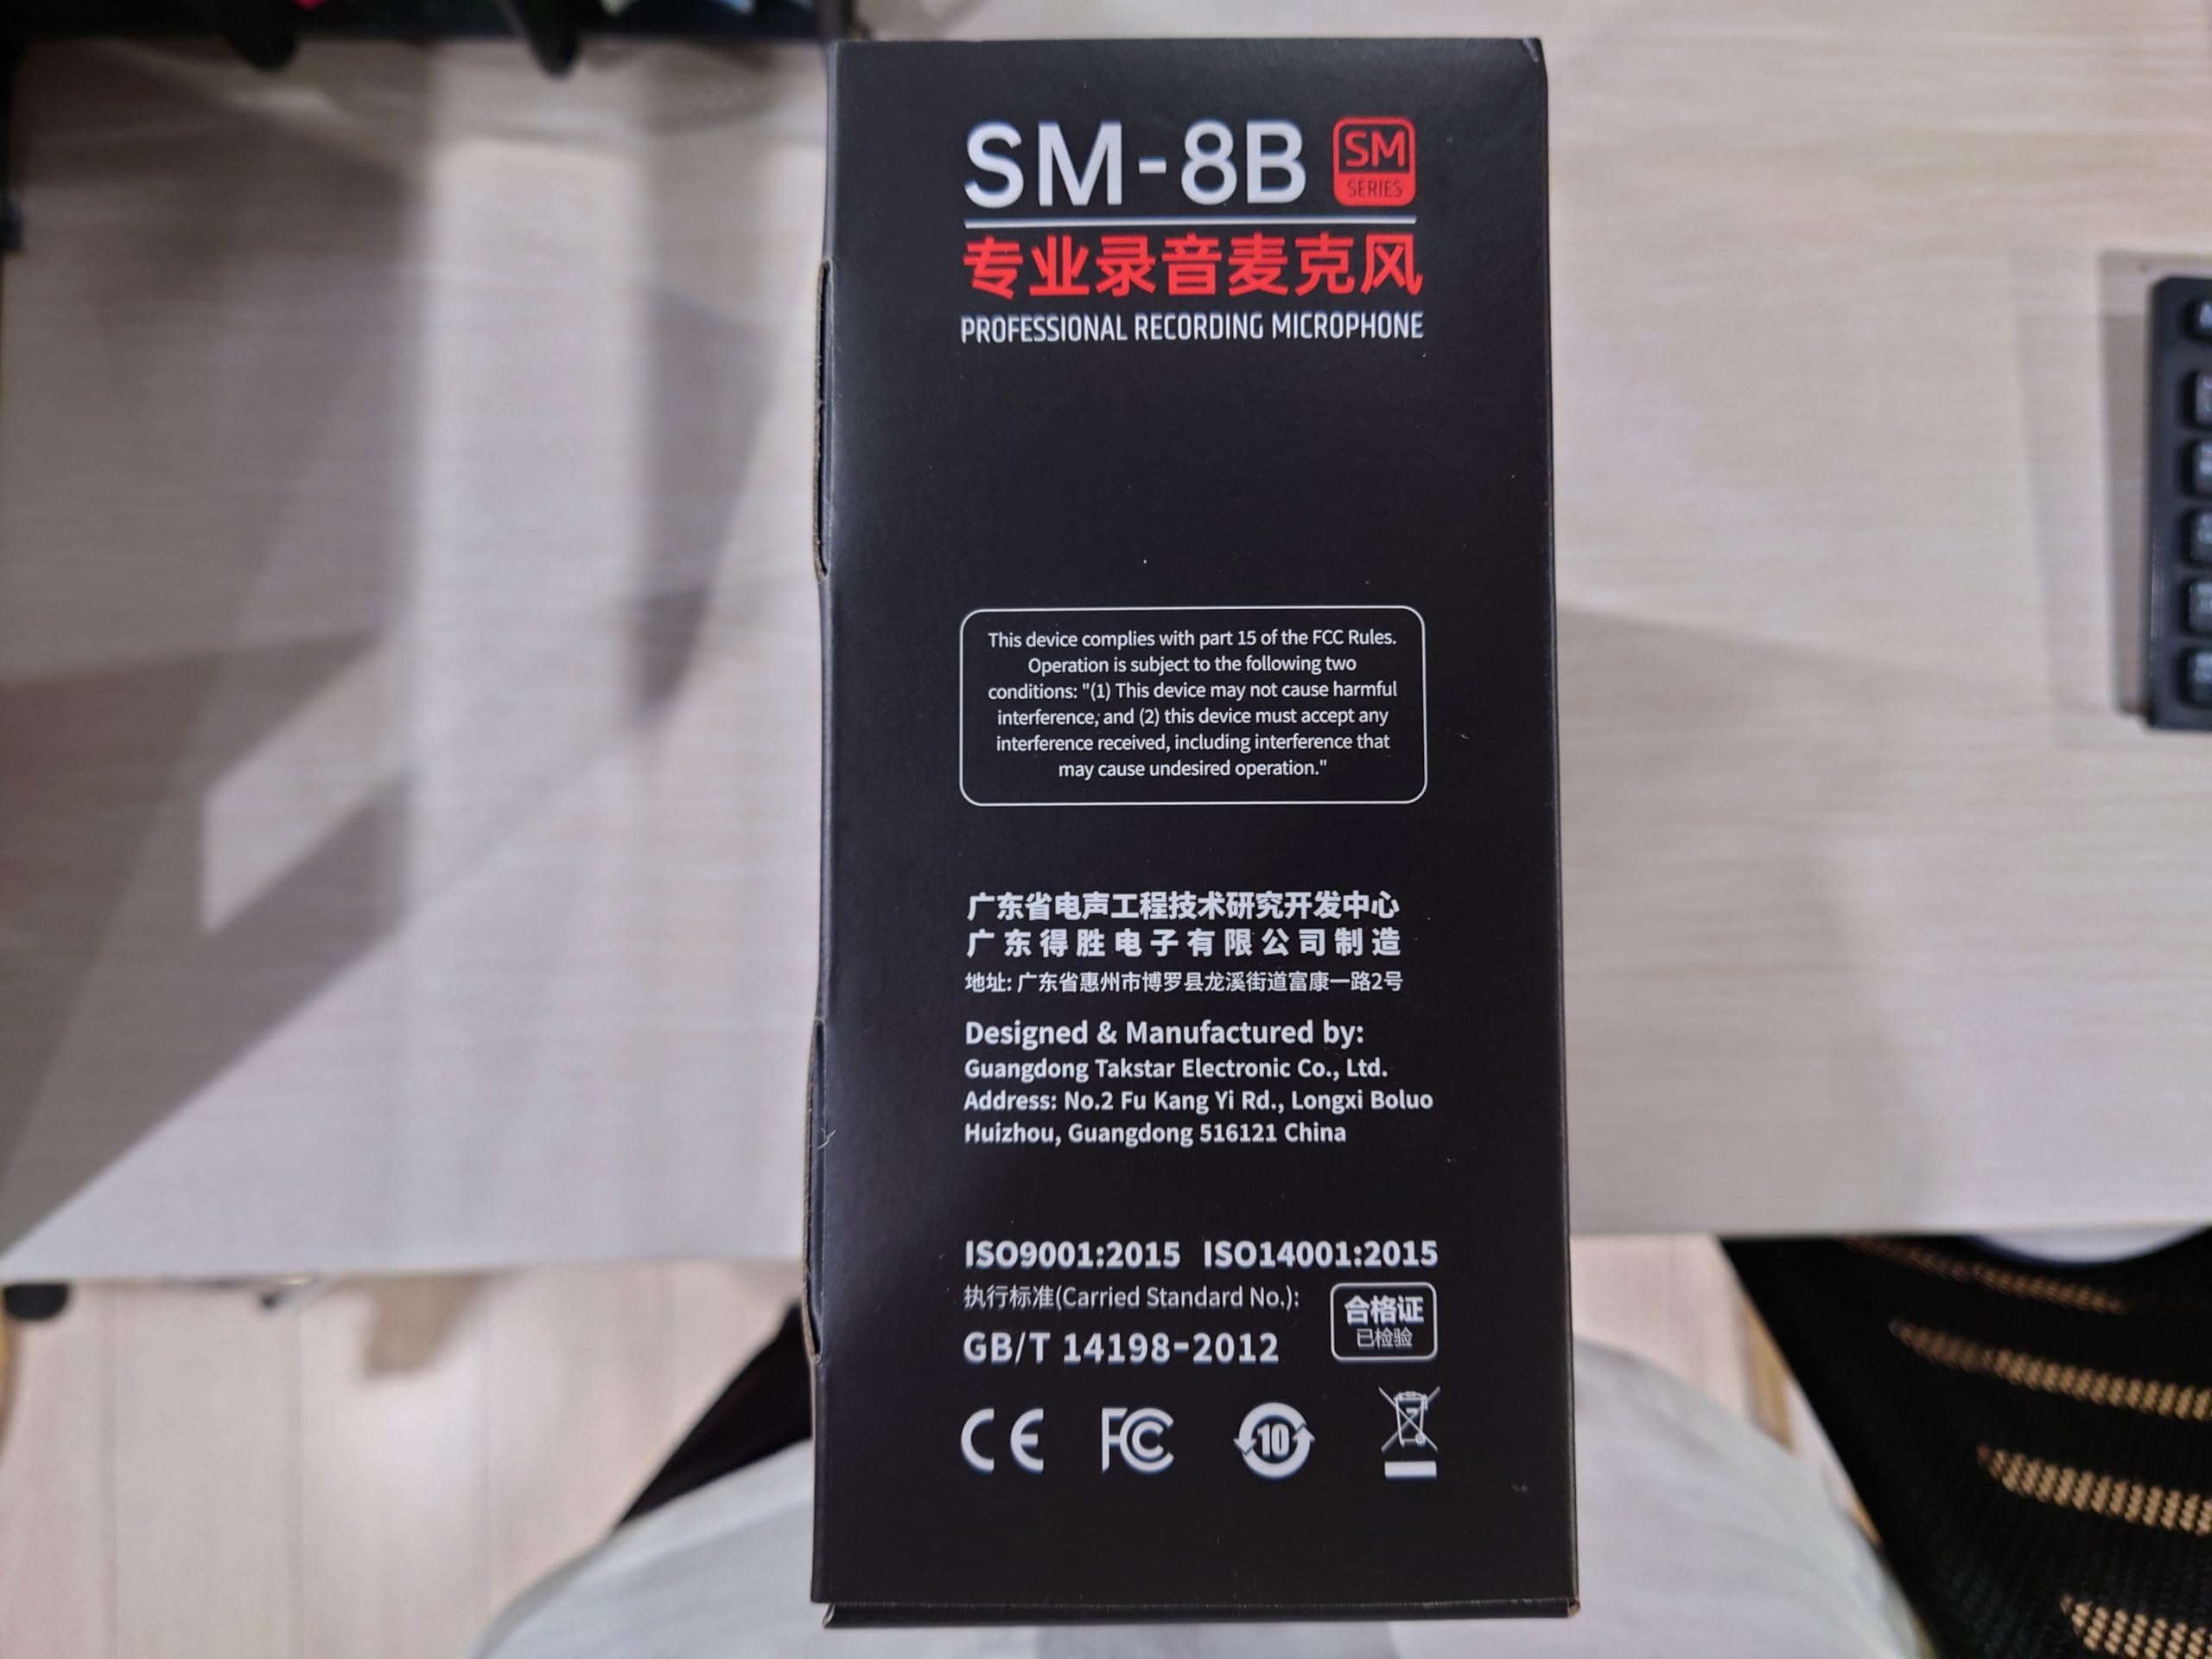 SM-8B SM
SERIES
专业录音麦克风
PROFESSIONAL RECORDING MICROPHONE
This device complies with part 15 of the FCC Rules.
Operation is subject to the following two
conditions: "(1) This device may not cause harmful
interference, and (2) this device must accept any
interference received, including interference that
may cause undesired operation."
广东省电声工程技术研究开发中心
广东得胜电子有限公司制造
地址: 广东省惠州市博罗县龙溪街道富康一路2号
Designed & Manufactured by:
Guangdong Takstar Electronic Co., Ltd.
Address: No.2 Fu Kang Yi Rd., Longxi Boluo
Huizhou, Guangdong 516121 China
ISO9001:2015 ISO14001:2015
执行标准(Carried Standard No.):
GB/T 14198-2012
合格证
已检验
CE FC 10